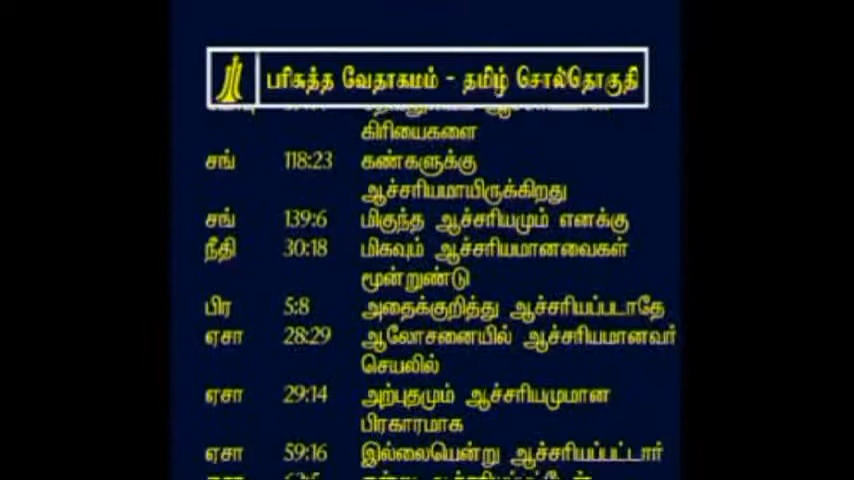 பரிசுத்த வேதாகமம் - தமிழ் சொல்தொகுதி
கிரியைகளை
சங் 118:23 கண்களுக்கு
ஆச்சரியமாயிருக்கிறது
சங் 139:6 மிகுந்த ஆச்சரியமும் எனக்கு
நீதி 30:18 மிகவும் ஆச்சரியமானவைகள்
மூன்றுண்டு
பிர 5:8 அதைக்குறித்து ஆச்சரியப்படாதே
ஏசா 28:29 ஆலோசனையில் ஆச்சரியமானவர்
செயலில்
ஏசா 29:14 அற்புதமும் ஆச்சரியமுமான
பிரகாரமாக
ஏசா 59:16 இல்லையென்று ஆச்சரியப்பட்டார்